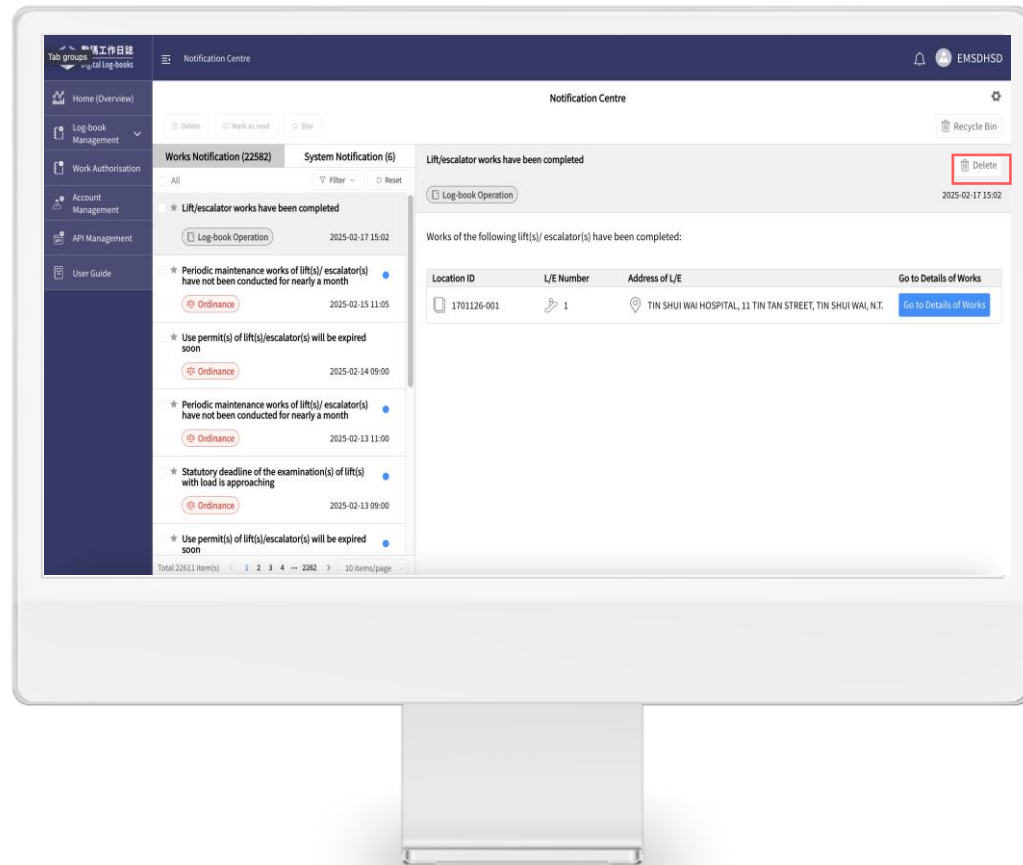 數碼工作日誌
Tab groups
Digital Log-books
Notification Centre
EMSDHSD
Home (Overview)
Log-book
Management
Work Authorisation
Account
Management
API Management
User Guide
Notification Centre
Delete
Mark as read
Star
Recycle Bin
Works Notification (22582)
System Notification (6)
All
Filter
Reset
Lift/escalator works have been completed
Log-book Operation
2025-02-17 15:02
Periodic maintenance works of lift(s)/ escalator(s)
have not been conducted for nearly a month
Ordinance
2025-02-15 11:05
Use permit(s) of lift(s)/escalator(s) will be expired
soon
Ordinance
2025-02-14 09:00
Periodic maintenance works of lift(s)/ escalator(s)
have not been conducted for nearly a month
Ordinance
2025-02-13 11:00
Statutory deadline of the examination(s) of lift(s)
with load is approaching
Ordinance
2025-02-13 09:00
Use permit(s) of lift(s)/escalator(s) will be expired
soon
Total 22611 item(s) < 1 2 3 4 ··· 2262 > 10 items/page
Lift/escalator works have been completed
Delete
Log-book Operation
2025-02-17 15:02
Works of the following lift(s)/ escalator(s) have been completed:
Location ID L/E Number Address of L/E Go to Details of Works
1701126-001 1 TIN SHUI WAI HOSPITAL, 11 TIN TAN STREET, TIN SHUI WAI, N.T. Go to Details of Works